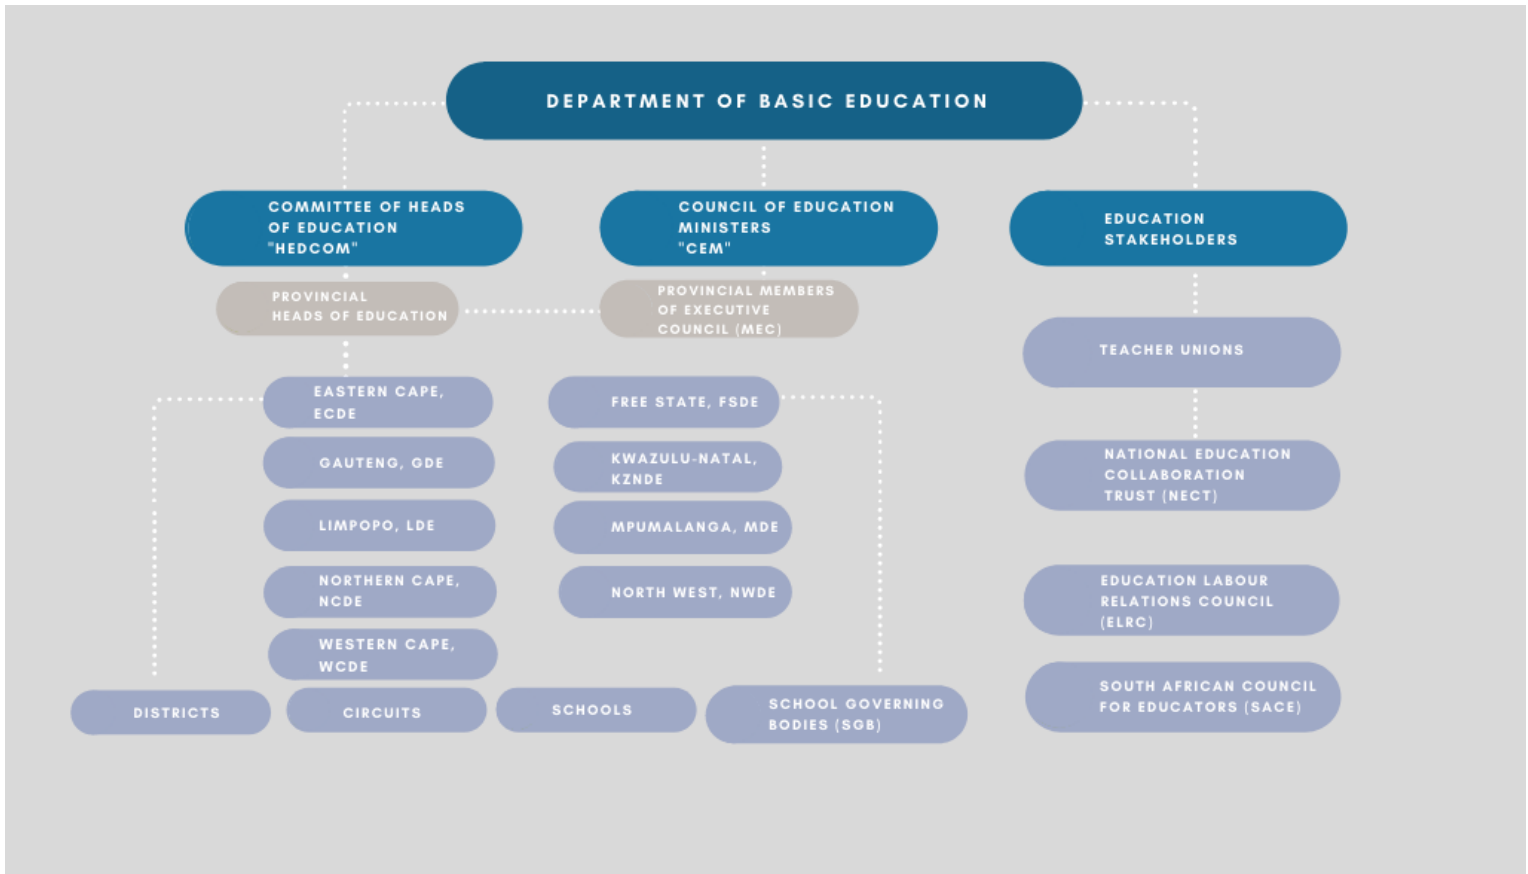 DEPARTMENT OF BASIC EDUCATION
COMMITTEE OF HEADS
OF EDUCATION
"HEDCOM"
COUNCIL OF EDUCATION
MINISTERS
"CEM"
EDUCATION
STAKEHOLDERS
PROVINCIAL
HEADS OF EDUCATION
PROVINCIAL MEMBERS
OF EXECUTIVE
COUNCIL (MEC)
TEACHER UNIONS
EASTERN CAPE,
ECDE
FREE STATE, FSDE
GAUTENG, GDE
KWAZULU-NATAL,
KZNDE
NATIONAL EDUCATION
COLLABORATION
TRUST (NECT)
LIMPOPO, LDE
MPUMALANGA, MDE
NORTHERN CAPE,
NCDE
NORTH WEST, NWDE
EDUCATION LABOUR
RELATIONS COUNCIL
(ELRC)
WESTERN CAPE,
WCDE
DISTRICTS
CIRCUITS
SCHOOLS
SCHOOL GOVERNING
BODIES (SGB)
SOUTH AFRICAN COUNCIL
FOR EDUCATORS (SACE)